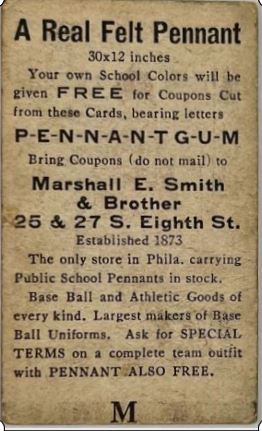 A Real Felt Pennant
30x12 inches
Your own School Colors will be
given FREE for Coupons Cut
from these Cards, bearing letters
P-E-N-N-A-N-T G-U-M
Bring Coupons (do not mail) to
Marshall E. Smith
& Brother
25 & 27 S. Eighth St.
Established 1873
The only store in Phila. carrying
Public School Pennants in stock.
Base Ball and Athletic Goods of
every kind. Largest makers of Base
Ball Uniforms. Ask for SPECIAL
TERMS on a complete team outfit
with PENNANT ALSO FREE.
M